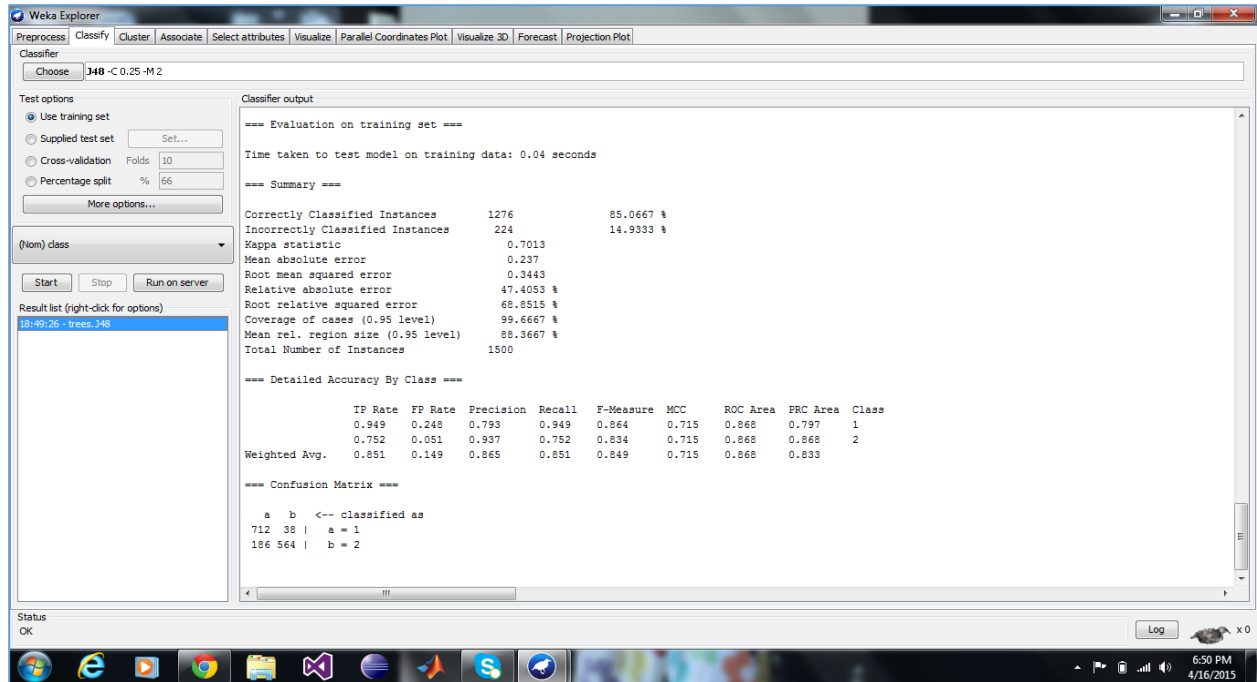 Weka Explorer
Preprocess Classify Cluster Associate Select attributes Visualize Parallel Coordinates Plot Visualize 3D Forecast Projection Plot
Classifier
Choose J48 -C 0.25 -M 2
Test options
Use training set
Supplied test set Set...
Cross-validation Folds 10
Percentage split % 66
More options...
(Nom) class
Start Stop Run on server
Result list (right-click for options)
18:49:26 - trees.J48
Classifier output
=== Evaluation on training set ===
Time taken to test model on training data: 0.04 seconds
=== Summary ===
Correctly Classified Instances 1276 85.0667 %
Incorrectly Classified Instances 224 14.9333 %
Kappa statistic 0.7013
Mean absolute error 0.237
Root mean squared error 0.3443
Relative absolute error 47.4053 %
Root relative squared error 68.8515 %
Coverage of cases (0.95 level) 99.6667 %
Mean rel. region size (0.95 level) 88.3667 %
Total Number of Instances 1500
=== Detailed Accuracy By Class ===
TP Rate FP Rate Precision Recall F-Measure MCC ROC Area PRC Area Class
0.949 0.248 0.793 0.949 0.864 0.715 0.868 0.797 1
0.752 0.051 0.937 0.752 0.834 0.715 0.868 0.868 2
Weighted Avg. 0.851 0.149 0.865 0.851 0.849 0.715 0.868 0.833
=== Confusion Matrix ===
a b <-- classified as
712 38 | a = 1
186 564 | b = 2
Status
OK
Log x 0
6:50 PM
4/16/2015